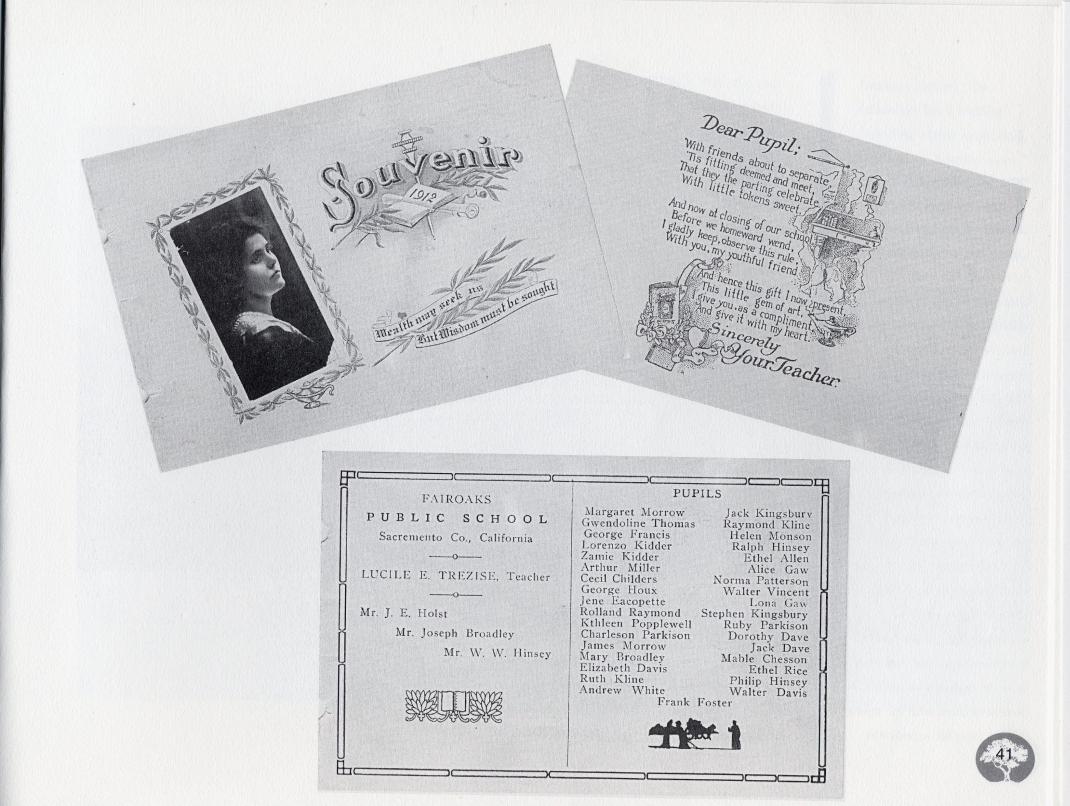 Souvenir
1912
Wealth may seek us
But Wisdom must be sought
Dear Pupil;
With friends about to separate,
'Tis fitting deemed and meet,
That they the parting celebrate
With little tokens sweet.
And now at closing of our school,
Before we homeward wend,
I gladly keep, observe this rule,
With you, my youthful friend
And hence this gift I now present,
This little gem of art,
I give you, as a compliment,
And give it with my heart.
Sincerely
Your Teacher.
FAIROAKS
PUBLIC SCHOOL
Sacremento Co., California
LUCILE E. TREZISE, Teacher
Mr. J. E. Holst
Mr. Joseph Broadley
Mr. W. W. Hinsey
PUPILS
Margaret Morrow
Gwendoline Thomas
George Francis
Lorenzo Kidder
Zamie Kidder
Arthur Miller
Cecil Childers
George Houx
Jene Eacopette
Rolland Raymond
Kthleen Popplewell
Charleson Parkison
James Morrow
Mary Broadley
Elizabeth Davis
Ruth Kline
Andrew White
Jack Kingsbury
Raymond Kline
Helen Monson
Ralph Hinsey
Ethel Allen
Alice Gaw
Norma Patterson
Walter Vincent
Lona Gaw
Stephen Kingsbury
Ruby Parkison
Dorothy Dave
Jack Dave
Mable Chesson
Ethel Rice
Philip Hinsey
Walter Davis
Frank Foster
41